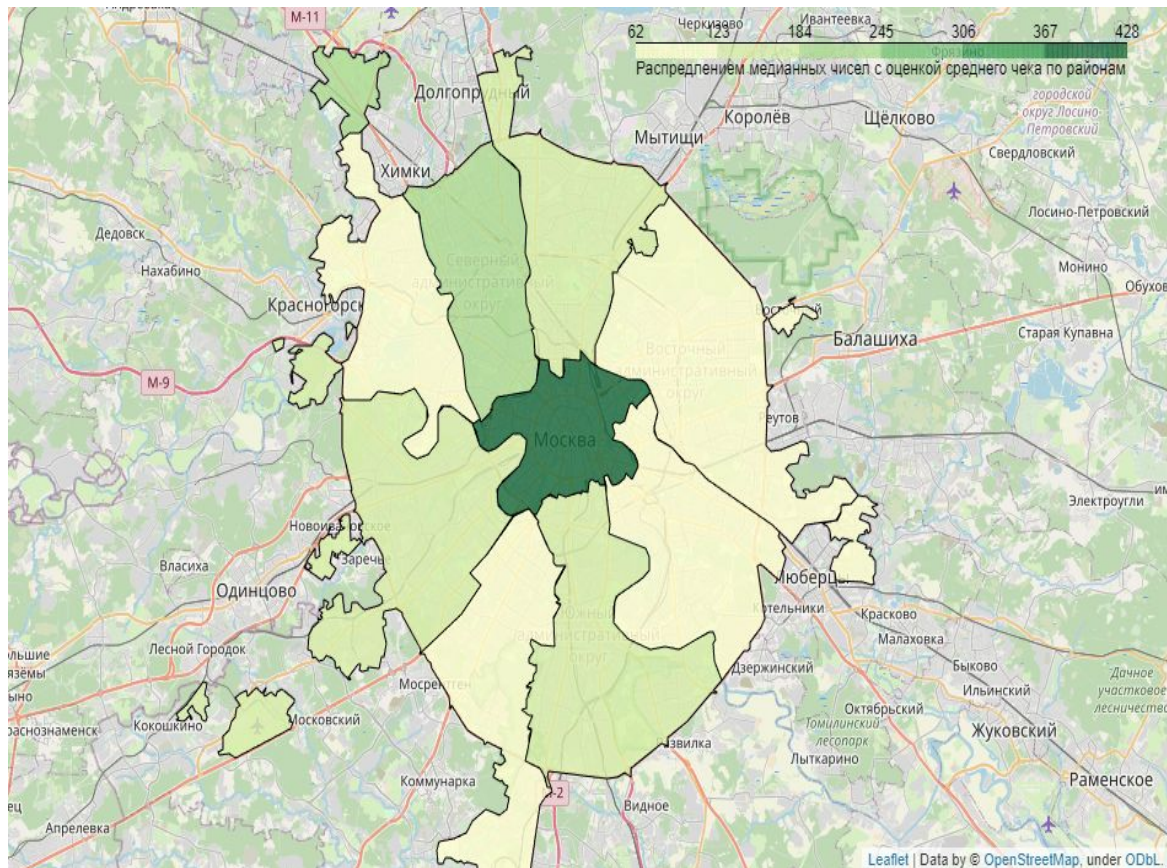 М-11
Черкизово
Ивантеевка
62 123 184 245 306 367 428
Фрязино
Распредлением медианных чисел с оценкой среднего чека по районам
Долгопрудный
Королёв
Щёлково
городской
округ Лосино-
Петровский
Мытищи
Свердловский
Химки
Лосино-Петровский
Дедовск
Северный
административный
округ
Монино
Нахабино
Обухов
Красногорск
Старая Купавна
Балашиха
Восточный
административный
округ
М-9
Реутов
Москва
Электроугли
Новоивановское
Заречье
Власиха
Люберцы
Одинцово
Котельники
Красково
Южный
административный
округ
Малаховка
Лесной Городок
Дзержинский
Быково
"Дачное
участковое
лесничество
Мосрентген
Ильинский
Октябрьский
Московский
Кокошкино
Краснознаменск
Томилинский
лесопарк
Жуковский
Лыткарино
Коммунарка
Раменское
Видное
Апрелевка
Leaflet | Data by © OpenStreetMap, under ODbL.